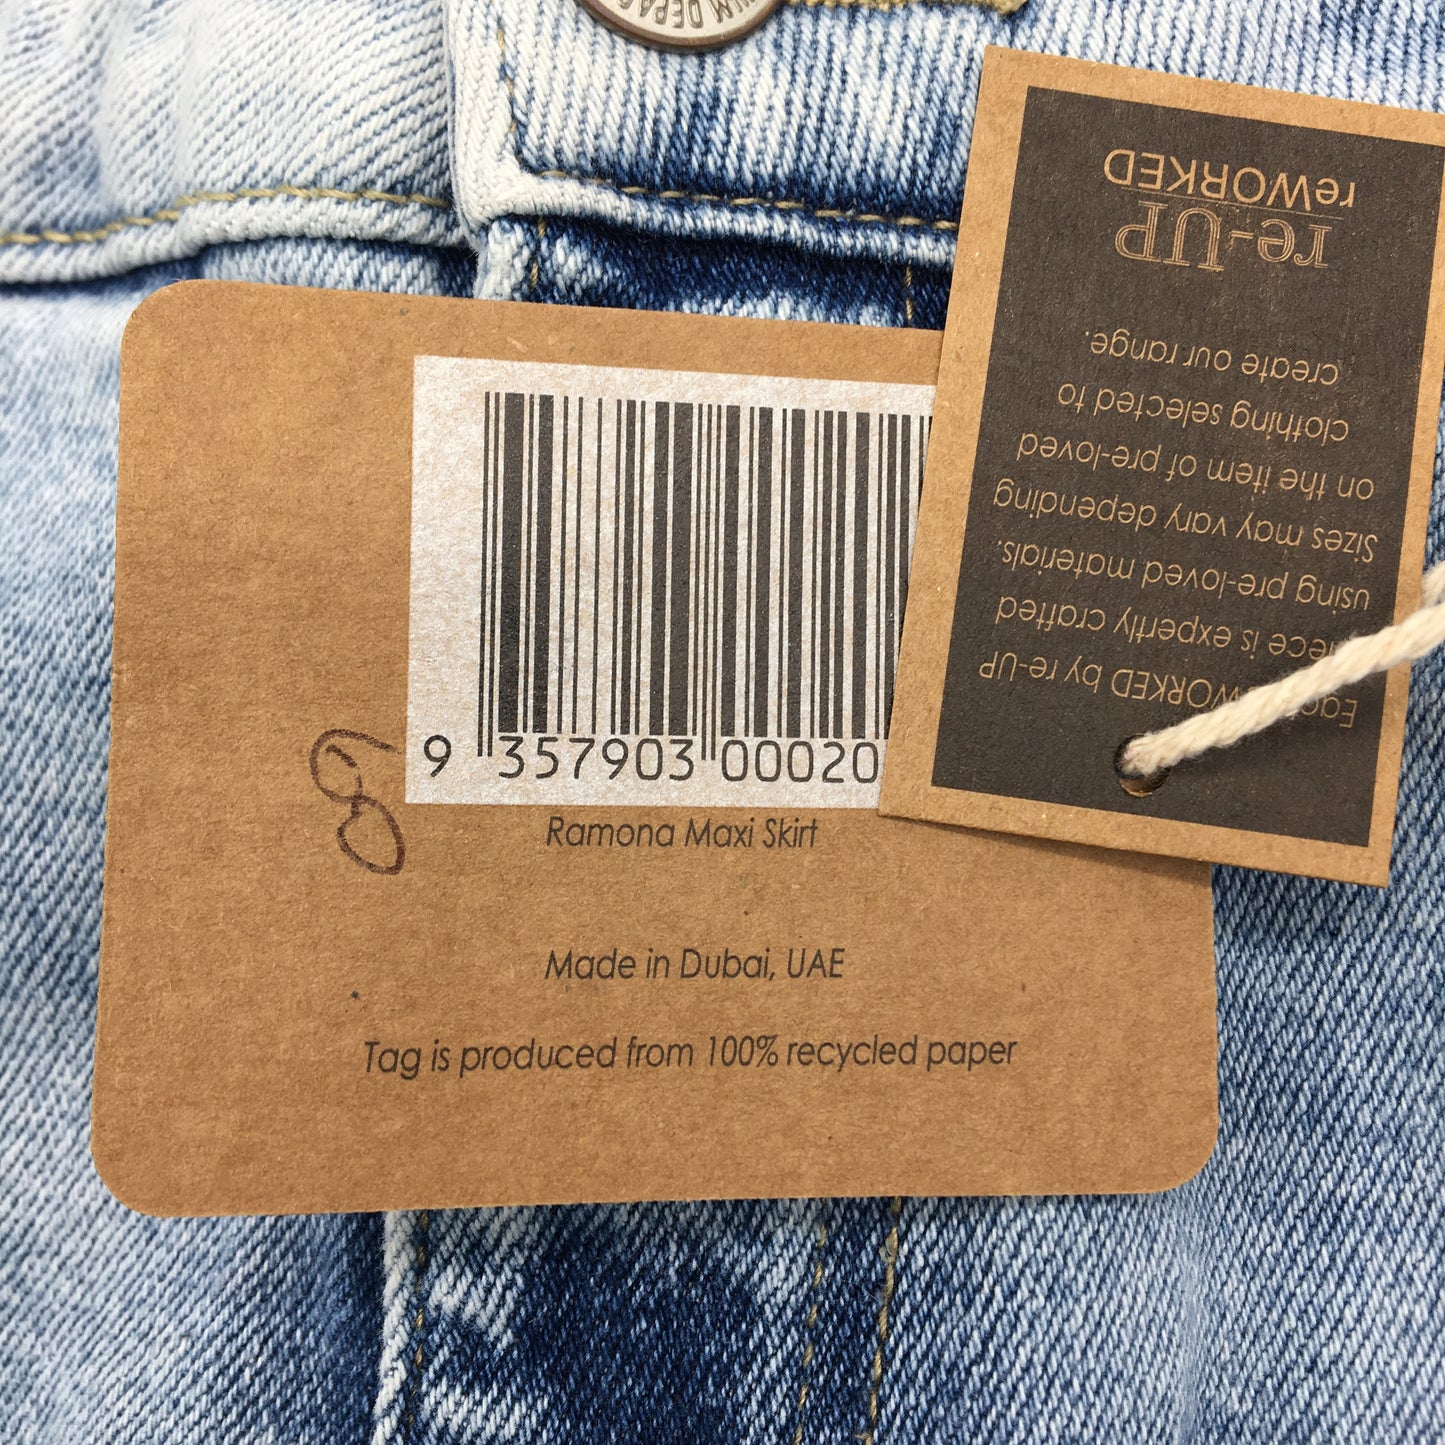 9 357903 00020
8
Ramona Maxi Skirt
Made in Dubai, UAE
Tag is produced from 100% recycled paper
reWORKED by re-UP
piece is expertly crafted
using pre-loved materials.
Sizes may vary depending
on the item of pre-loved
clothing selected to
create our range.
re-UP
reWORKED